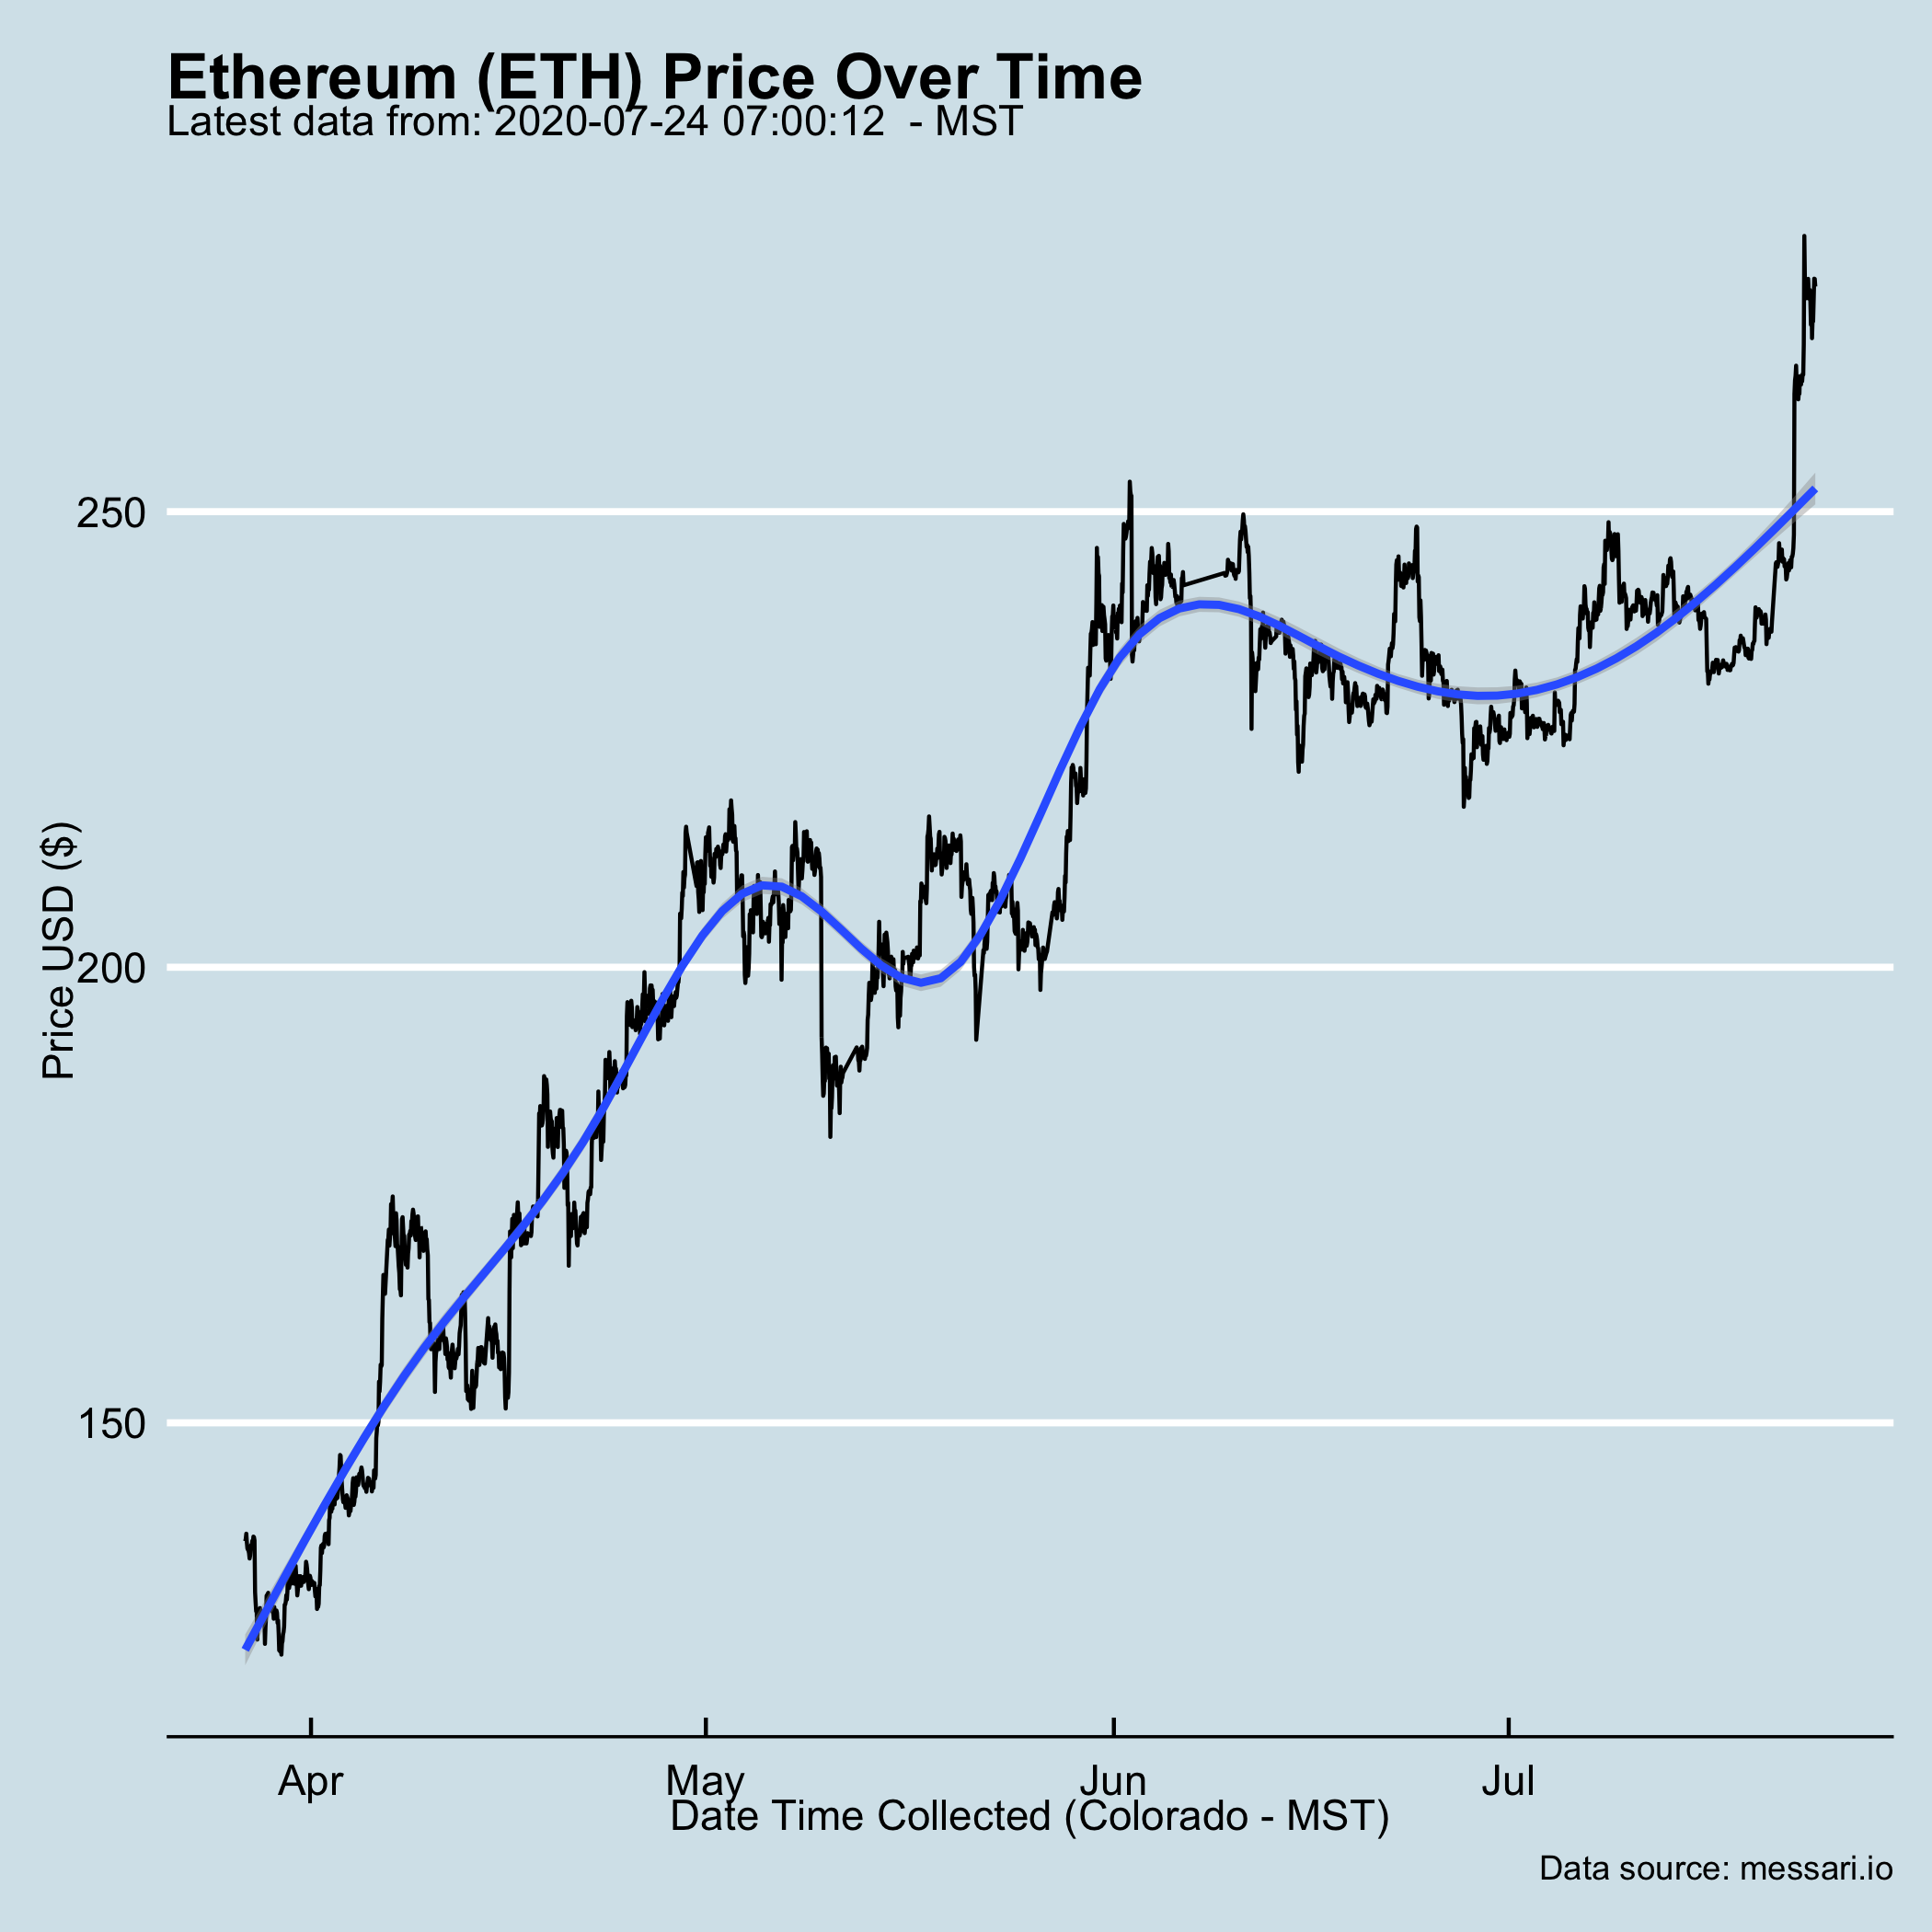 Ethereum (ETH) Price Over Time
Latest data from: 2020-07-24 07:00:12  - MST
Price USD ($)
250
200
150
Apr May Jun Jul
Date Time Collected (Colorado - MST)
Data source: messari.io